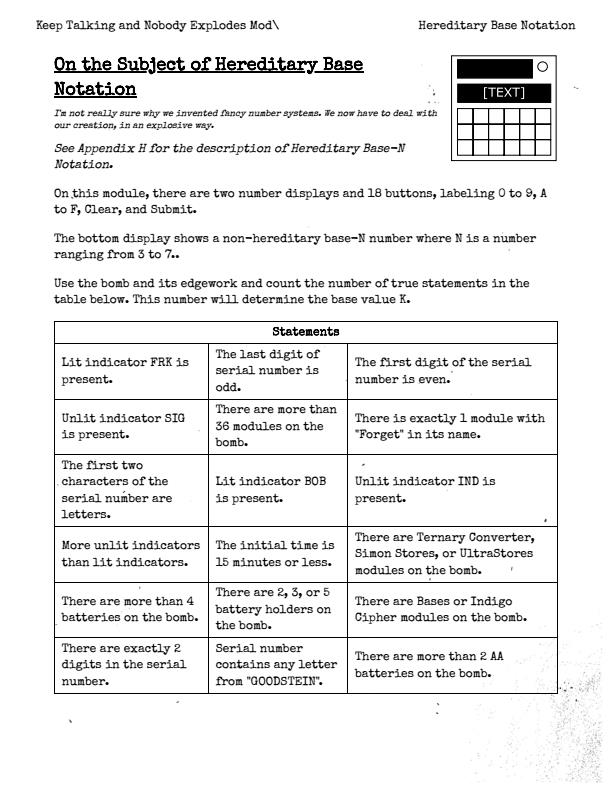 Keep Talking and Nobody Explodes Mod\
Hereditary Base Notation
On the Subject of Hereditary Base
Notation
[TEXT]
I'm not really sure why we invented fancy number systems. We now have to deal with
our creation, in an explosive way.
See Appendix H for the description of Hereditary Base-N
Notation.
On this module, there are two number displays and 18 buttons, labeling 0 to 9, A
to F, Clear, and Submit.
The bottom display shows a non-hereditary base-N number where N is a number
ranging from 3 to 7..
Use the bomb and its edgework and count the number of true statements in the
table below. This number will determine the base value K.
Statements
Lit indicator FRK is
present.
The last digit of
serial number is
odd.
The first digit of the serial
number is even.
Unlit indicator SIG
is present.
There are more than
36 modules on the
bomb.
There is exactly 1 module with
"Forget" in its name.
The first two
characters of the
serial number are
letters.
Lit indicator BOB
is present.
Unlit indicator IND is
present.
More unlit indicators
than lit indicators.
The initial time is
15 minutes or less.
There are Ternary Converter,
Simon Stores, or UltraStores
modules on the bomb.
There are more than 4
batteries on the bomb.
There are 2, 3, or 5
battery holders on
the bomb.
There are Bases or Indigo
Cipher modules on the bomb.
There are exactly 2
digits in the serial
number.
Serial number
contains any letter
from "GOODSTEIN".
There are more than 2 AA
batteries on the bomb.